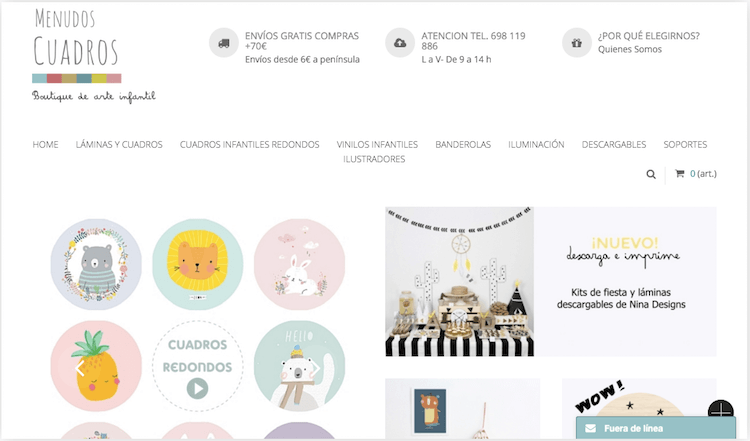 MENUDOS
CUADROS
Boutique de arte infantil
ENVÍOS GRATIS COMPRAS
+70€
Envíos desde 6€ a península
ATENCION TEL. 698 119
886
L a V- De 9 a 14 h
¿POR QUÉ ELEGIRNOS?
Quienes Somos
HOME LÁMINAS Y CUADROS CUADROS INFANTILES REDONDOS VINILOS INFANTILES BANDEROLAS ILUMINACIÓN DESCARGABLES SOPORTES
ILUSTRADORES
0 (art.)
¡NUEVO!
descarga e imprime
Kits de fiesta y láminas
descargables de Nina Designs
CUADROS
REDONDOS
HELLO
WOW!
Fuera de línea